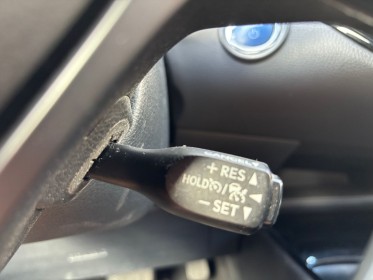 + RES ▲
HOLD / ◄
− SET ▼